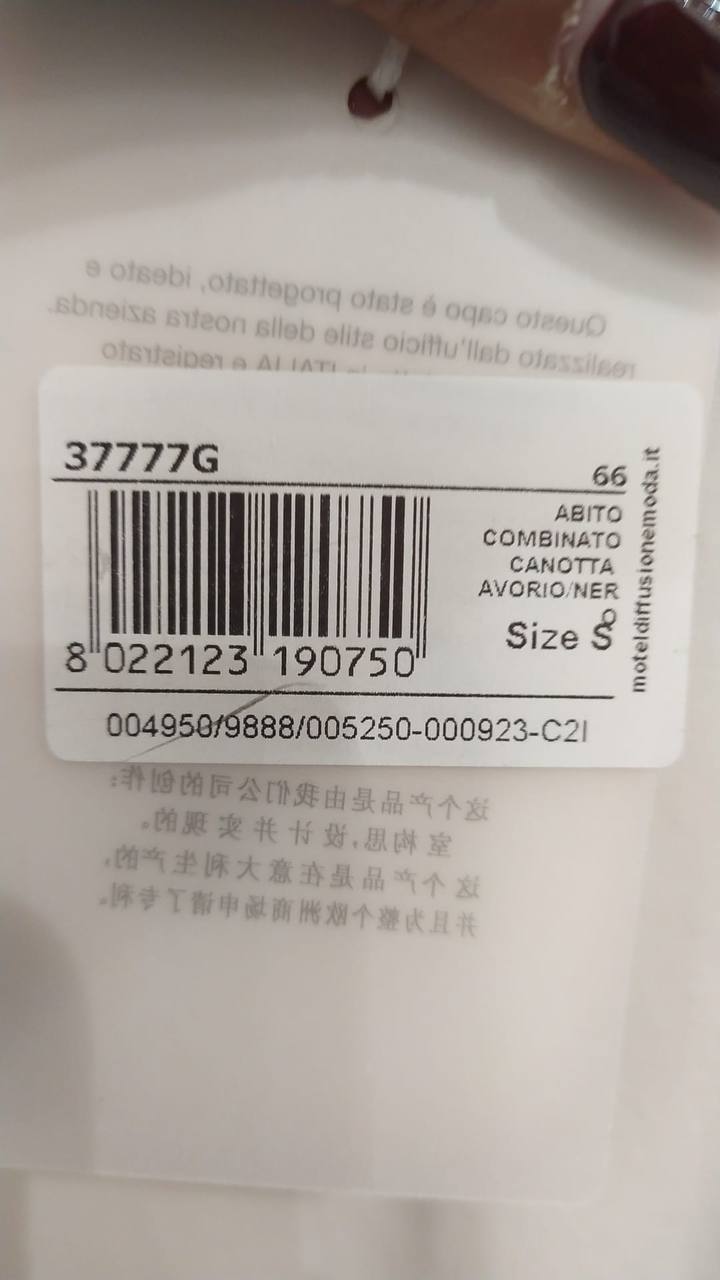 Questo capo è stato progettato, ideato e
realizzato dall'ufficio stile della nostra azienda.
ITALIA e registrato
37777G
66
ABITO
COMBINATO
CANOTTA
AVORIO/NER
O
Size S
8 022123 190750
004950/9888/005250-000923-C2I
moteldiffusionemoda.it
这个产品是由我们公司的创作:
室构思,设计并实现的。
这个产品是在意大利生产的,
并且为整个欧洲商场申请了专利。